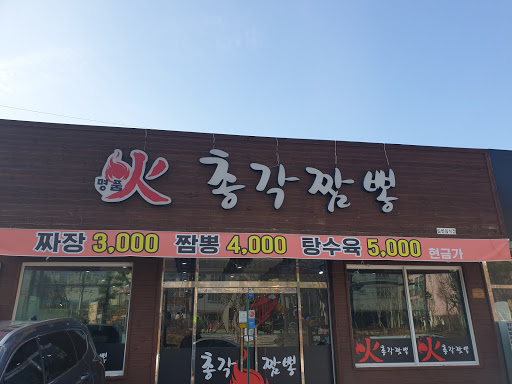 명품 火 총각짬뽕
짜장 3,000 짬뽕 4,000 탕수육 5,000 현금가
총각 짬뽕
火 총각짬뽕 火 총각짬뽕